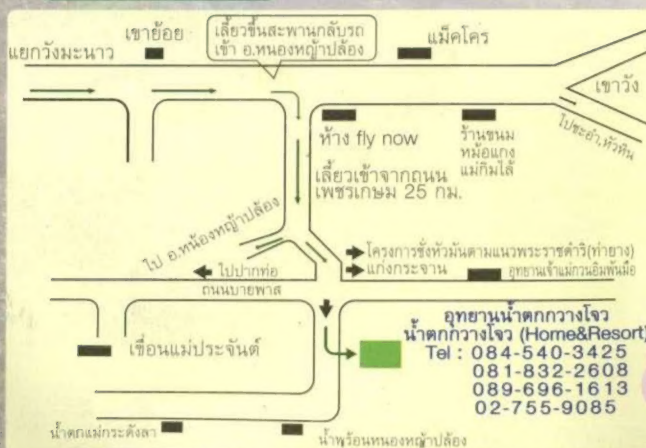 เลี้ยวขึ้นสะพานกลับรถ
เข้า อ.หนองหญ้าปล้อง
เขาย้อย
แม็คโคร
แยกวังมะนาว
เขาวัง
ไปชะอำ,หัวหิน
ห้าง fly now
ร้านขนม
หม้อแกง
แม่กิมไล้
เลี้ยวเข้าจากถนน
เพชรเกษม 25 กม.
ไป อ.หนองหญ้าปล้อง
โครงการชั่งหัวมันตามแนวพระราชดำริ(ท่ายาง)
แก่งกระจาน
ไปปากท่อ
ถนนบายพาส
อุทยานเจ้าแม่กวนอิมพันมือ
อุทยานน้ำตกกวางโจว
น้ำตกกวางโจว (Home&Resort)
Tel : 084-540-3425
081-832-2608
089-696-1613
02-755-9085
เขื่อนแม่ประจันต์
น้ำตกแม่กระดังลา
น้ำพุร้อนหนองหญ้าปล้อง